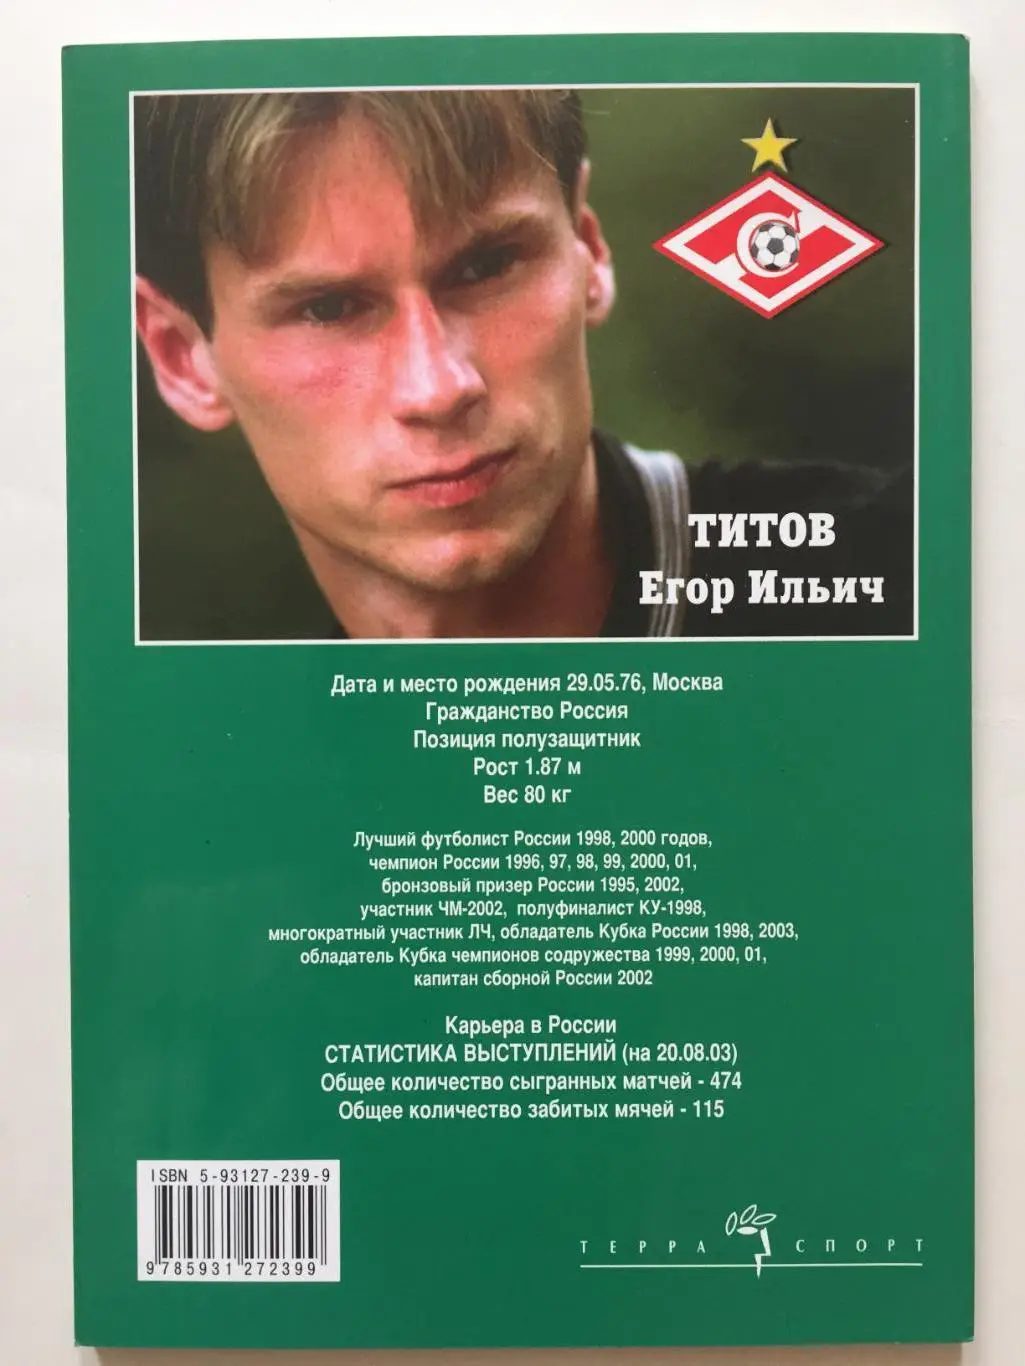 ТИТОВ
Егор Ильич
Дата и место рождения 29.05.76, Москва
Гражданство Россия
Позиция полузащитник
Рост 1.87 м
Вес 80 кг
Лучший футболист России 1998, 2000 годов,
чемпион России 1996, 97, 98, 99, 2000, 01,
бронзовый призер России 1995, 2002,
участник ЧМ-2002, полуфиналист КУ-1998,
многократный участник ЛЧ, обладатель Кубка России 1998, 2003,
обладатель Кубка чемпионов содружества 1999, 2000, 01,
капитан сборной России 2002
Карьера в России
СТАТИСТИКА ВЫСТУПЛЕНИЙ (на 20.08.03)
Общее количество сыгранных матчей - 474
Общее количество забитых мячей - 115
ISBN 5-93127-239-9
9 785931 272399
ТЕРРА СПОРТ